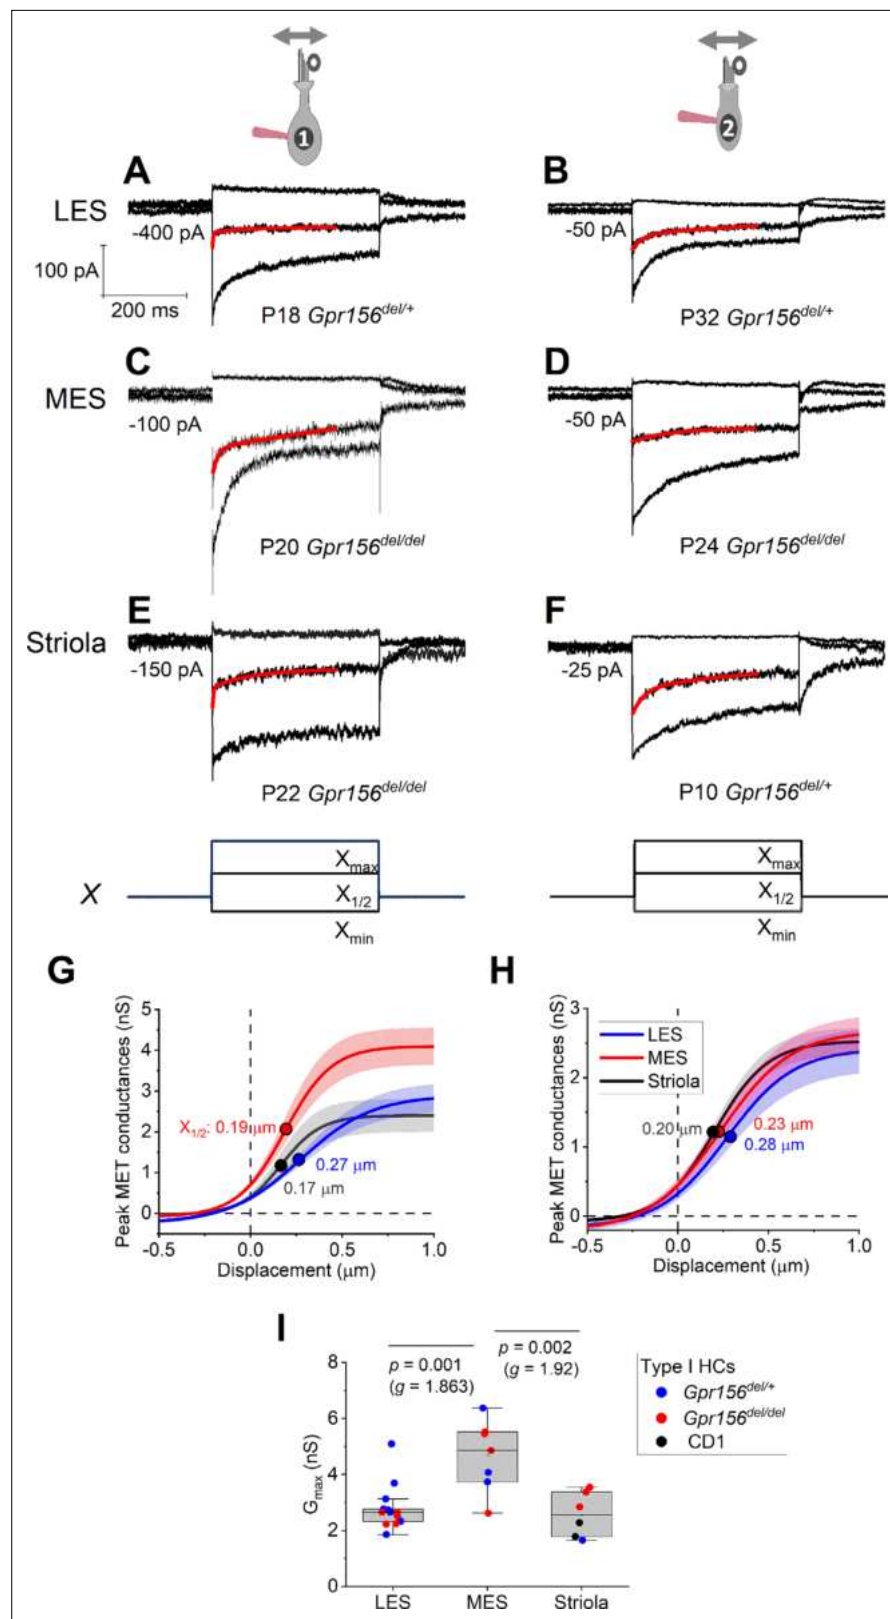 1
2
A
B
LES
-400 pA
-50 pA
100 pA
200 ms
P18 Gpr156del/+
P32 Gpr156del/+
C
D
MES
-100 pA
-50 pA
P20 Gpr156del/del
P24 Gpr156del/del
E
F
Striola
-150 pA
-25 pA
P22 Gpr156del/del
P10 Gpr156del/+
X
Xmax
X1/2
Xmin
Xmax
X1/2
Xmin
G
Peak MET conductances (nS)
5
4
3
2
1
0
X1/2: 0.19 μm
0.27 μm
0.17 μm
-0.5 0.0 0.5 1.0
Displacement (μm)
H
Peak MET conductances (nS)
3
2
1
0
LES
MES
Striola
0.20 μm
0.23 μm
0.28 μm
-0.5 0.0 0.5 1.0
Displacement (μm)
I
p = 0.001
(g = 1.863)
p = 0.002
(g = 1.92)
Gmax (nS)
8
6
4
2
0
LES MES Striola
Type I HCs
Gpr156del/+
Gpr156del/del
CD1